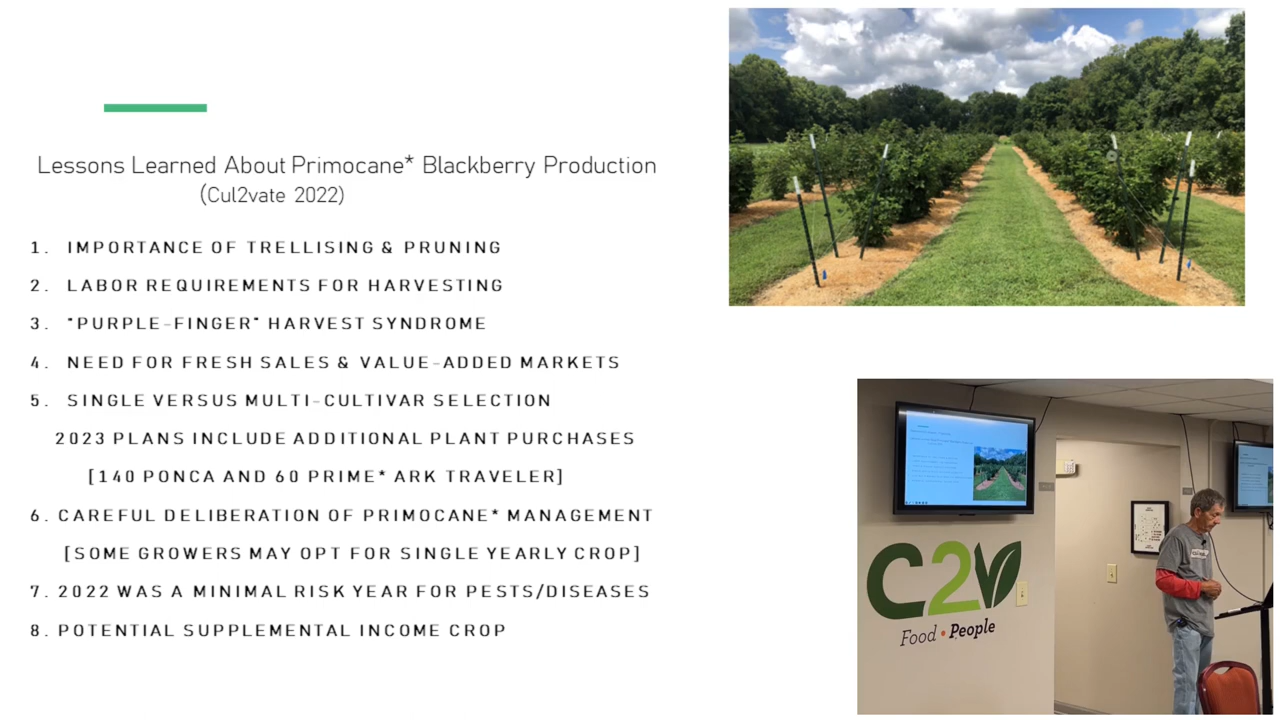 Lessons Learned About Primocane* Blackberry Production
(Cul2vate 2022)
1. IMPORTANCE OF TRELLISING & PRUNING
2. LABOR REQUIREMENTS FOR HARVESTING
3. "PURPLE-FINGER" HARVEST SYNDROME
4. NEED FOR FRESH SALES & VALUE-ADDED MARKETS
5. SINGLE VERSUS MULTI-CULTIVAR SELECTION
2023 PLANS INCLUDE ADDITIONAL PLANT PURCHASES
[140 PONCA AND 60 PRIME* ARK TRAVELER]
6. CAREFUL DELIBERATION OF PRIMOCANE* MANAGEMENT
[SOME GROWERS MAY OPT FOR SINGLE YEARLY CROP]
7. 2022 WAS A MINIMAL RISK YEAR FOR PESTS/DISEASES
8. POTENTIAL SUPPLEMENTAL INCOME CROP
C2V
Food • People